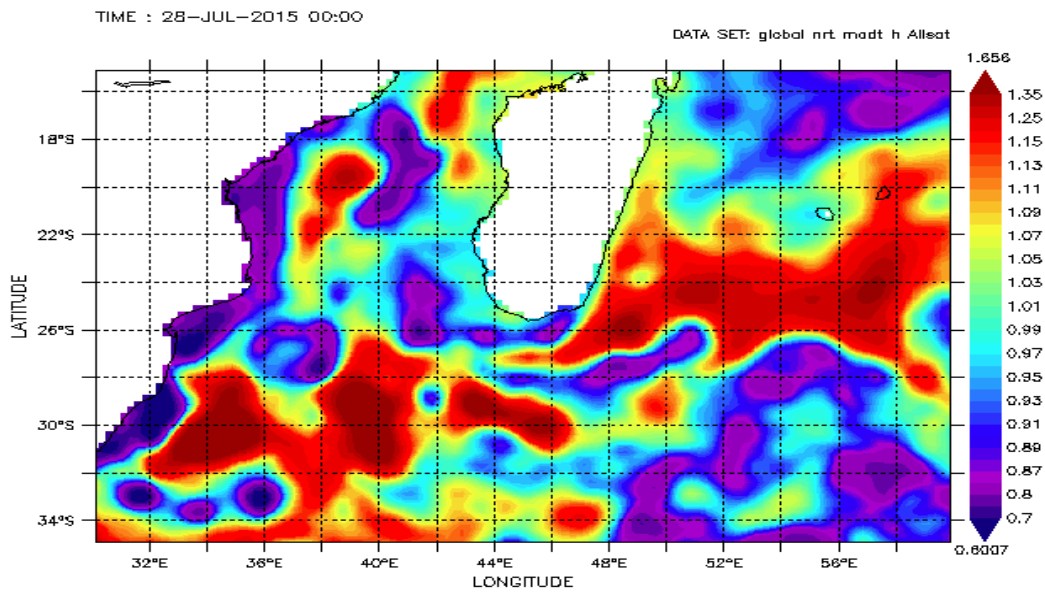 TIME : 28-JUL-2015 00:00
DATA SET: global nrt madt h Allsat
1.656
1.35
1.25
1.15
1.13
1.11
1.09
1.07
1.05
1.03
1.01
0.99
0.97
0.95
0.93
0.91
0.89
0.87
0.8
0.7
0.6007
LATITUDE
18°S
22°S
26°S
30°S
34°S
32°E
36°E
40°E
44°E
48°E
52°E
56°E
LONGITUDE